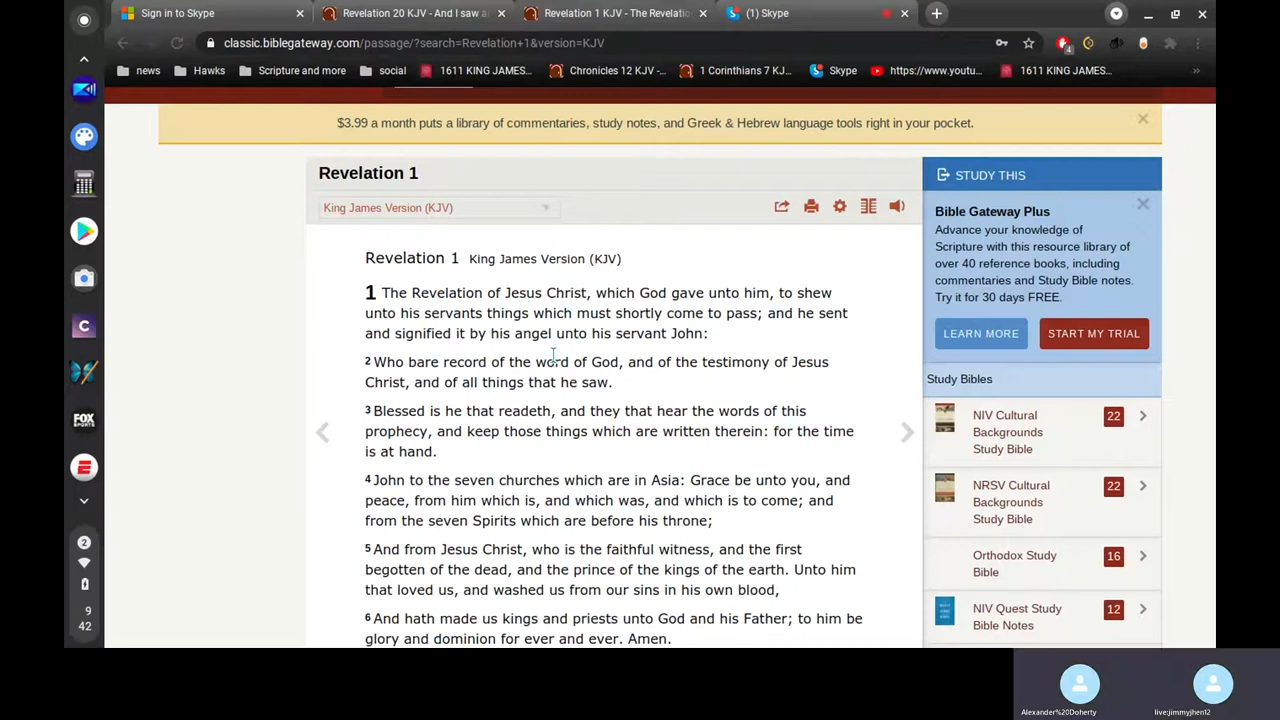 Sign in to Skype
Revelation 20 KJV - And I saw a
Revelation 1 KJV - The Revelatio
(1) Skype
classic.biblegateway.com/passage/?search=Revelation+1&version=KJV
4
news
Hawks
Scripture and more
social
1611 KING JAMES...
Chronicles 12 KJV -...
1 Corinthians 7 KJ...
Skype
https://www.youtu...
1611 KING JAMES...
$3.99 a month puts a library of commentaries, study notes, and Greek & Hebrew language tools right in your pocket.
Revelation 1
King James Version (KJV)
Revelation 1 King James Version (KJV)
1 The Revelation of Jesus Christ, which God gave unto him, to shew
unto his servants things which must shortly come to pass; and he sent
and signified it by his angel unto his servant John:
2 Who bare record of the word of God, and of the testimony of Jesus
Christ, and of all things that he saw.
3 Blessed is he that readeth, and they that hear the words of this
prophecy, and keep those things which are written therein: for the time
is at hand.
4 John to the seven churches which are in Asia: Grace be unto you, and
peace, from him which is, and which was, and which is to come; and
from the seven Spirits which are before his throne;
5 And from Jesus Christ, who is the faithful witness, and the first
begotten of the dead, and the prince of the kings of the earth. Unto him
that loved us, and washed us from our sins in his own blood,
6 And hath made us kings and priests unto God and his Father; to him be
glory and dominion for ever and ever. Amen.
STUDY THIS
Bible Gateway Plus
Advance your knowledge of
Scripture with this resource library of
over 40 reference books, including
commentaries and Study Bible notes.
Try it for 30 days FREE.
LEARN MORE
START MY TRIAL
Study Bibles
NIV Cultural
Backgrounds
Study Bible
22
NRSV Cultural
Backgrounds
Study Bible
22
Orthodox Study
Bible
16
NIV Quest Study
Bible Notes
12
C
FOX
SPORTS
E
2
9
42
Alexander%20Doherty
live:jimmyjhen12